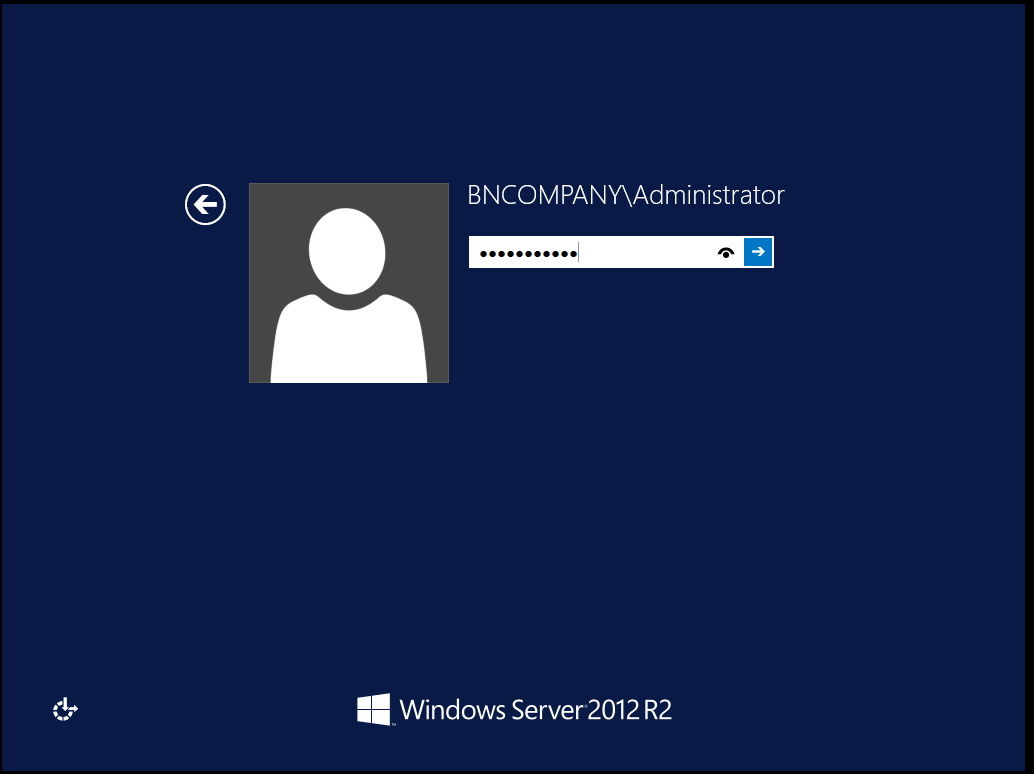 BNCOMPANY\Administrator
•••••••••••
Windows Server 2012 R2